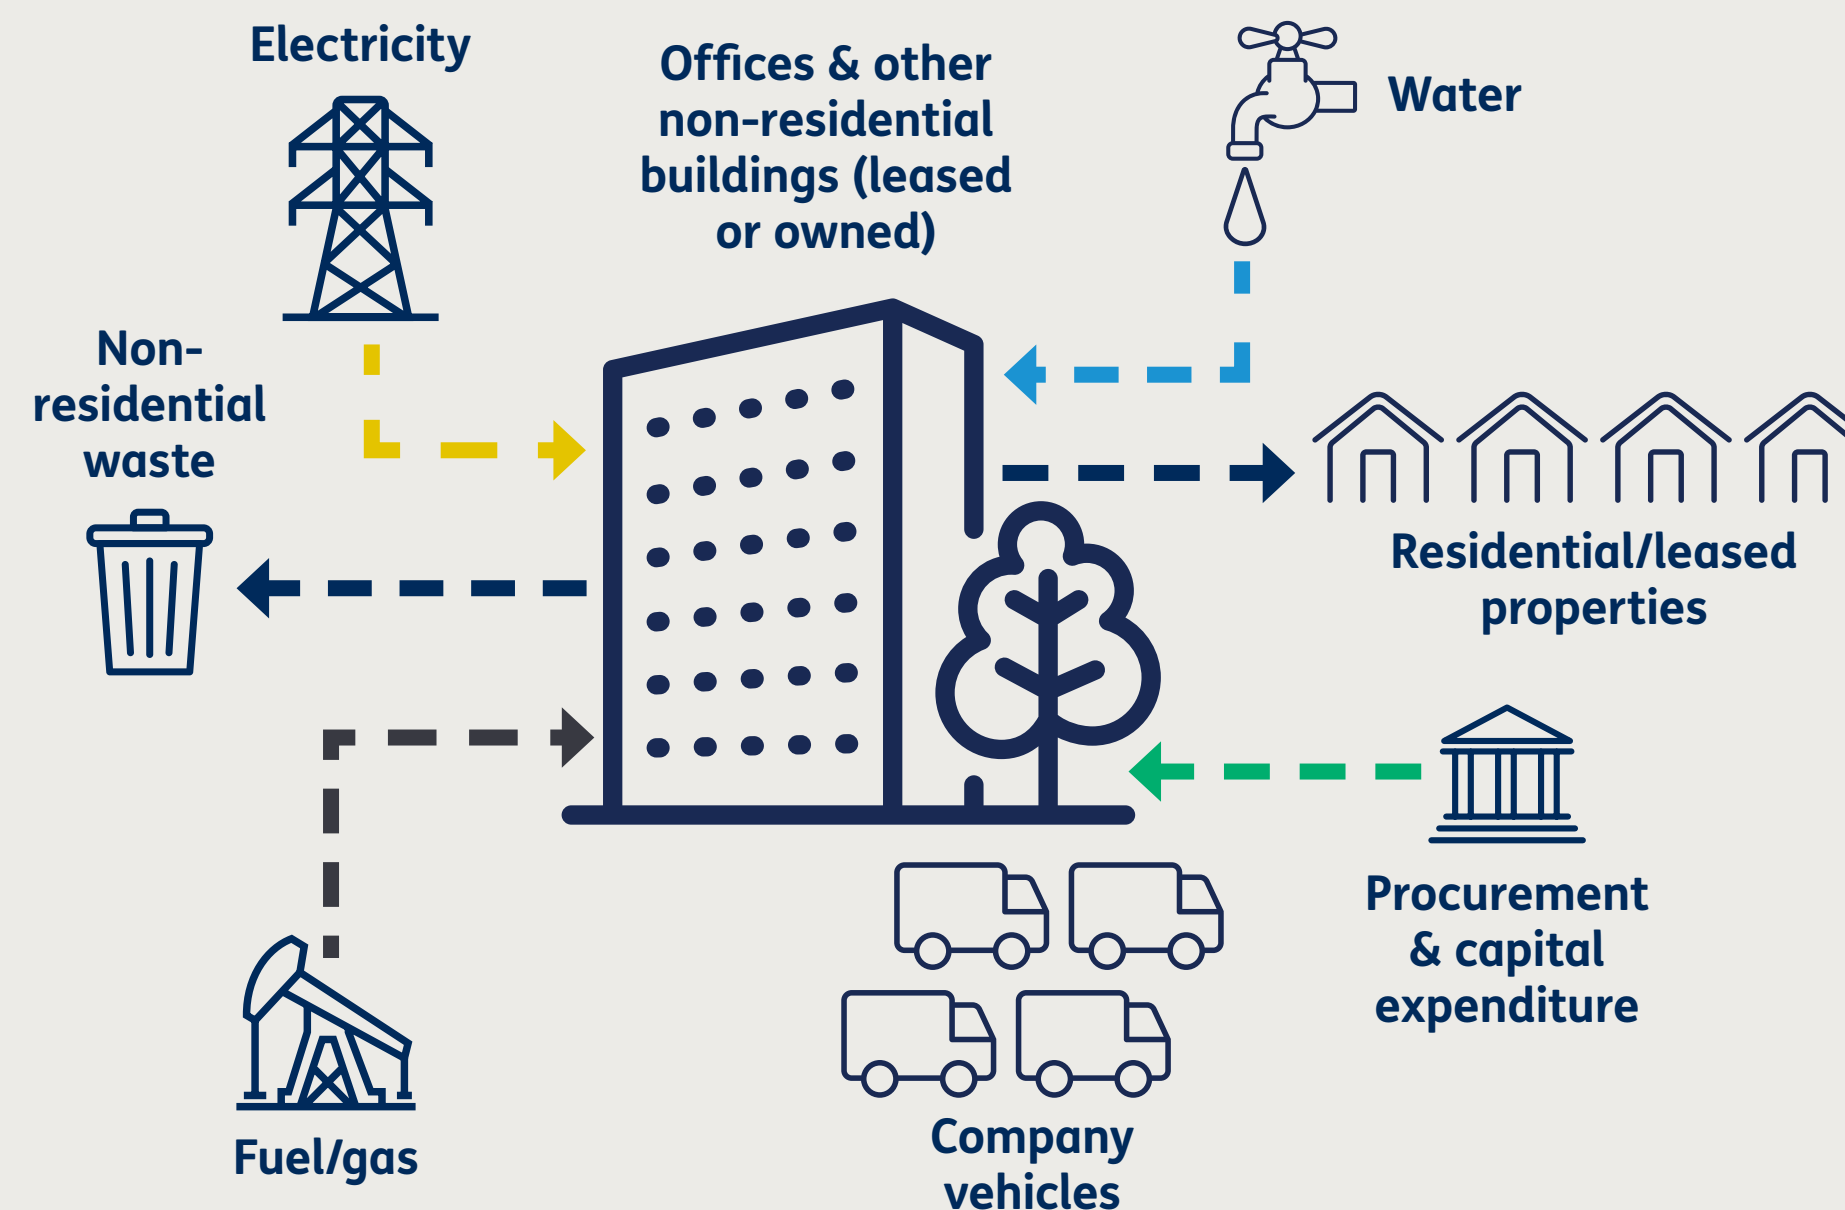 Electricity
Offices & other
non-residential
buildings (leased
or owned)
Water
Non-
residential
waste
Residential/leased
properties
Procurement
& capital
expenditure
Fuel/gas
Company
vehicles